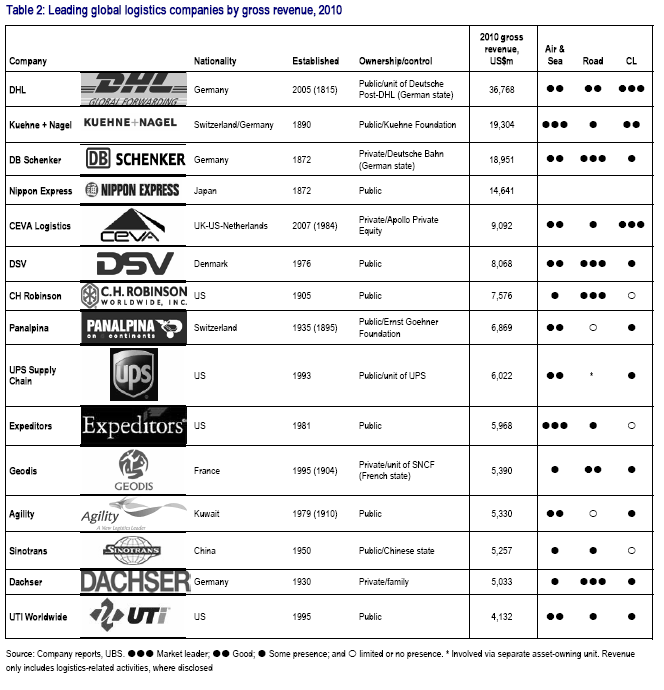 Table 2: Leading global logistics companies by gross revenue, 2010
Company Nationality Established Ownership/control 2010 gross revenue, US$m Air & Sea Road CL
DHL DHL GLOBAL FORWARDING Germany 2005 (1815) Public/unit of Deutsche Post-DHL (German state) 36,768 ●● ●● ●●●
Kuehne + Nagel KUEHNE+NAGEL Switzerland/Germany 1890 Public/Kuehne Foundation 19,304 ●●● ● ●●
DB Schenker DB SCHENKER Germany 1872 Private/Deutsche Bahn (German state) 18,951 ●● ●●● ●
Nippon Express NIPPON EXPRESS Japan 1872 Public 14,641
CEVA Logistics CEVA UK-US-Netherlands 2007 (1984) Private/Apollo Private Equity 9,092 ●● ● ●●●
DSV DSV Denmark 1976 Public 8,068 ●● ●●● ●
CH Robinson C.H. ROBINSON WORLDWIDE, INC. US 1905 Public 7,576 ● ●●● ○
Panalpina PANALPINA on 6 continents Switzerland 1935 (1895) Public/Ernst Goehner Foundation 6,869 ●● ○ ●
UPS Supply Chain ups US 1993 Public/unit of UPS 6,022 ●● * ●
Expeditors Expeditors US 1981 Public 5,968 ●●● ● ○
Geodis GEODIS France 1995 (1904) Private/unit of SNCF (French state) 5,390 ● ●● ●
Agility Agility A New Logistics Leader Kuwait 1979 (1910) Public 5,330 ●● ○ ●
Sinotrans SINOTRANS China 1950 Public/Chinese state 5,257 ● ● ○
Dachser DACHSER Germany 1930 Private/family 5,033 ● ●●● ●
UTI Worldwide UTi US 1995 Public 4,132 ●● ● ●
Source: Company reports, UBS. ●●● Market leader; ●● Good; ● Some presence; and ○ limited or no presence. * Involved via separate asset-owning unit. Revenue
only includes logistics-related activities, where disclosed